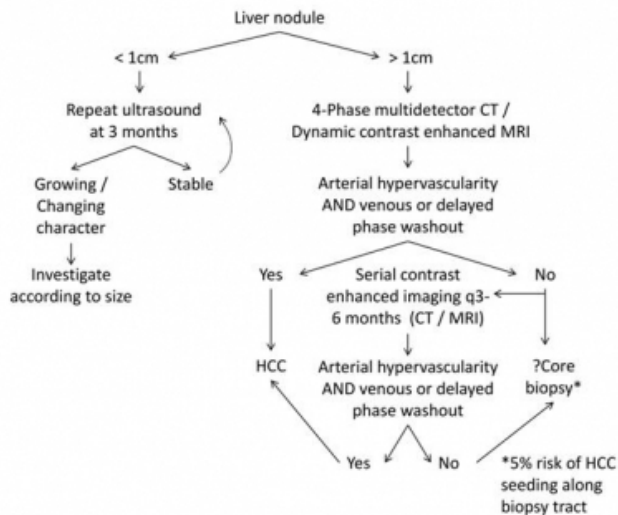 Liver nodule
< 1cm
> 1cm
Repeat ultrasound
at 3 months
4-Phase multidetector CT /
Dynamic contrast enhanced MRI
Growing /
Changing
character
Stable
Arterial hypervascularity
AND venous or delayed
phase washout
Investigate
according to size
Yes
Serial contrast
enhanced imaging q3-
6 months (CT / MRI)
No
HCC
Arterial hypervascularity
AND venous or delayed
phase washout
?Core
biopsy*
Yes
No
*5% risk of HCC
seeding along
biopsy tract